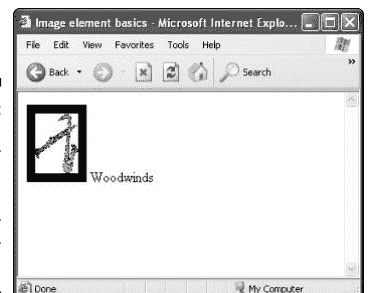 Image element basics - Microsoft Internet Explo...
File Edit View Favorites Tools Help
Back Search
Woodwinds
Done My Computer